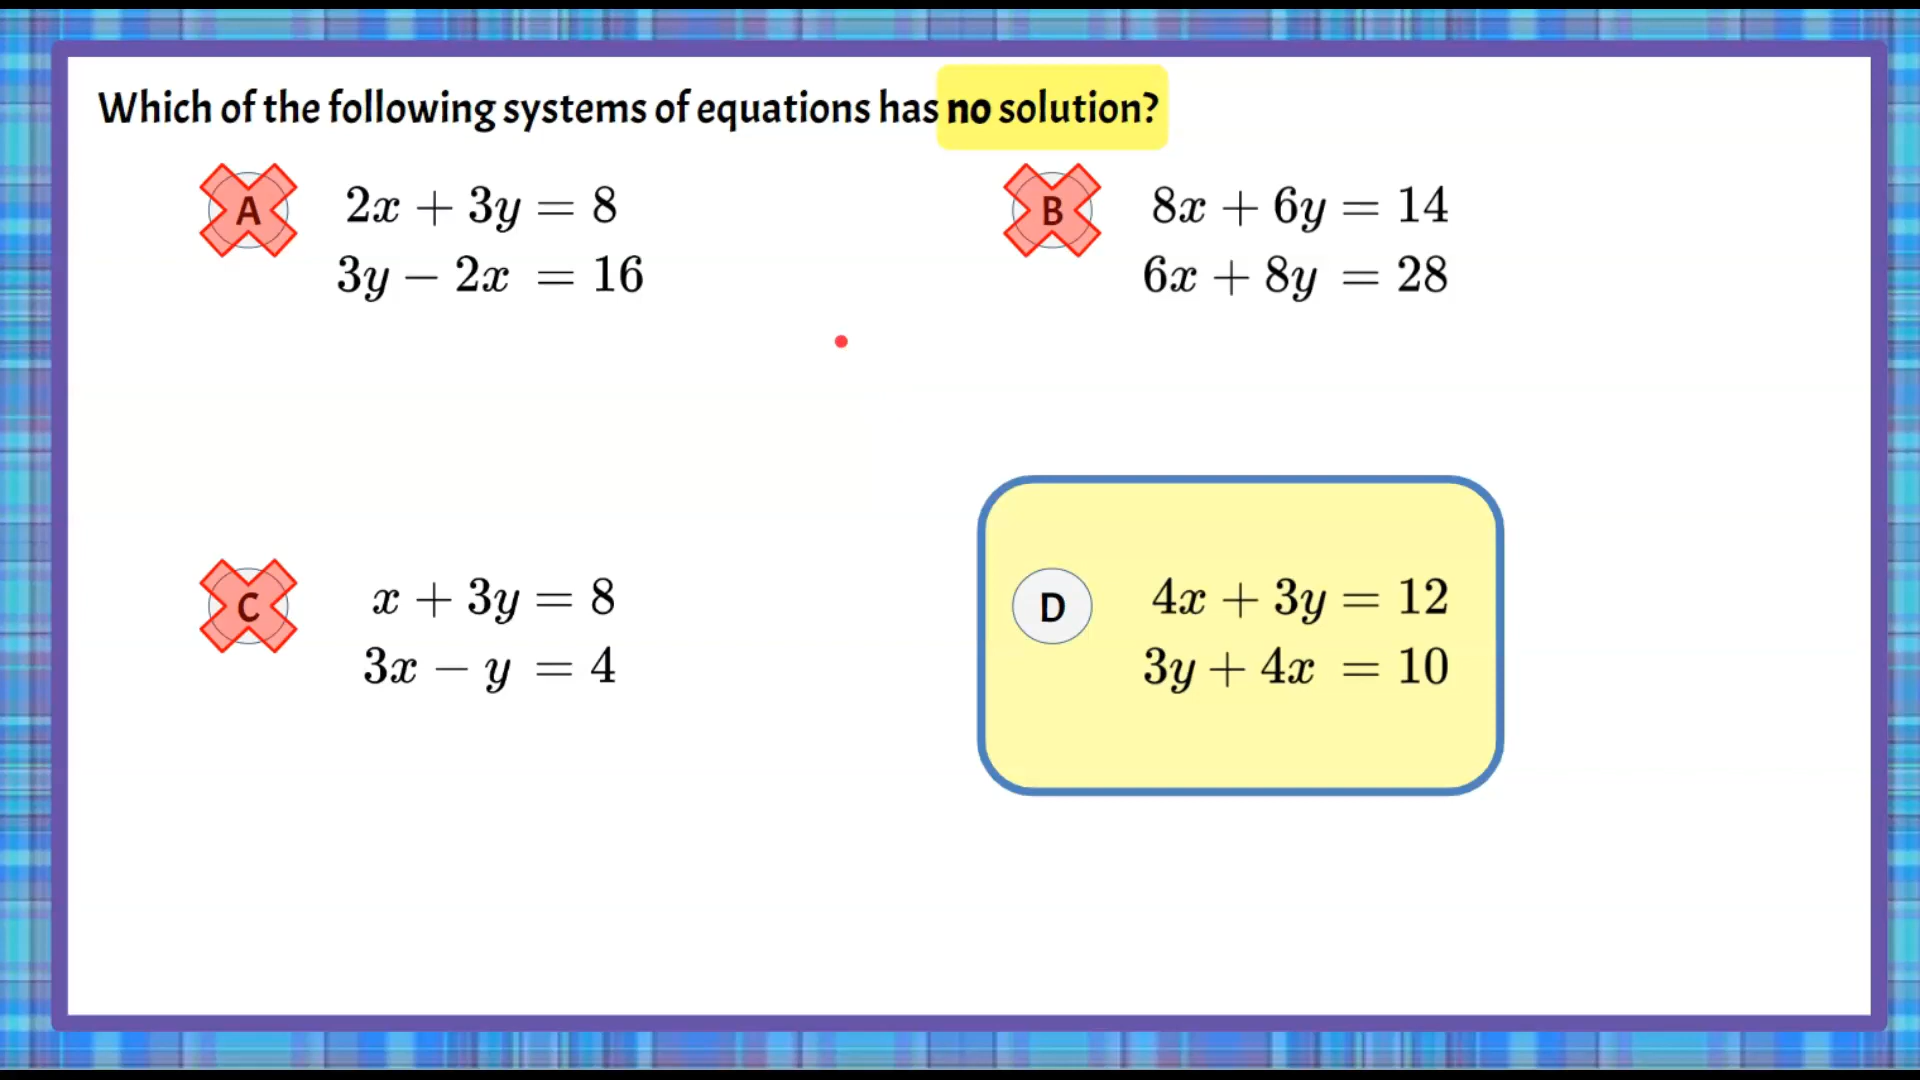 Which of the following systems of equations has no solution?
A 2x + 3y = 8
3y − 2x = 16
B 8x + 6y = 14
6x + 8y = 28
C x + 3y = 8
3x − y = 4
D 4x + 3y = 12
3y + 4x = 10